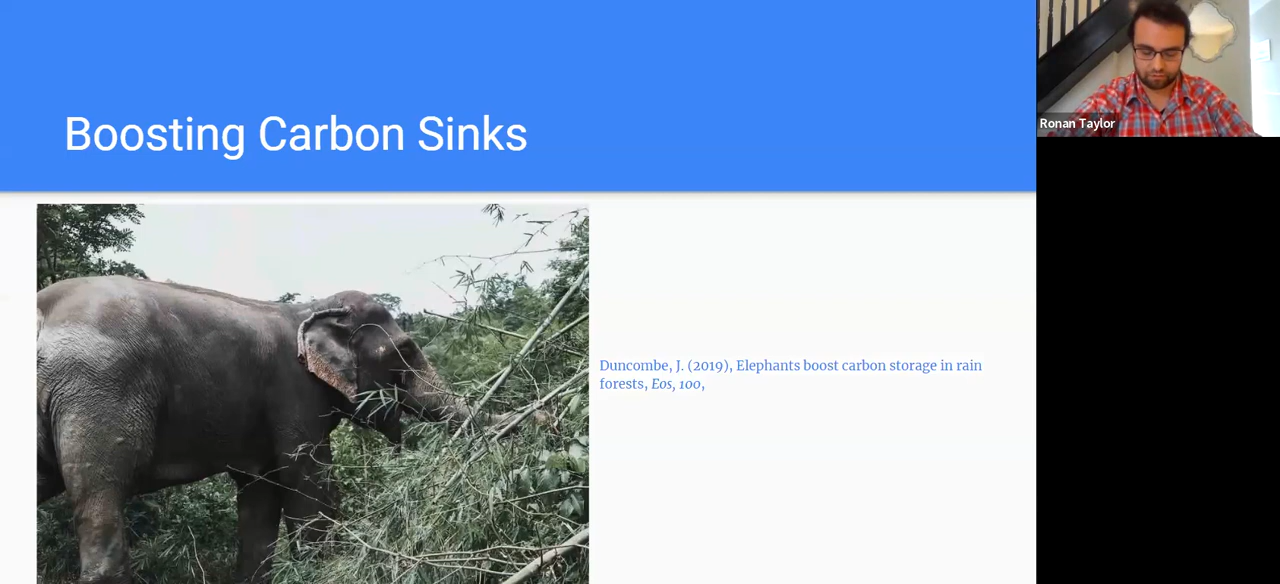 Boosting Carbon Sinks
Ronan Taylor
Duncombe, J. (2019), Elephants boost carbon storage in rain
forests, Eos, 100,